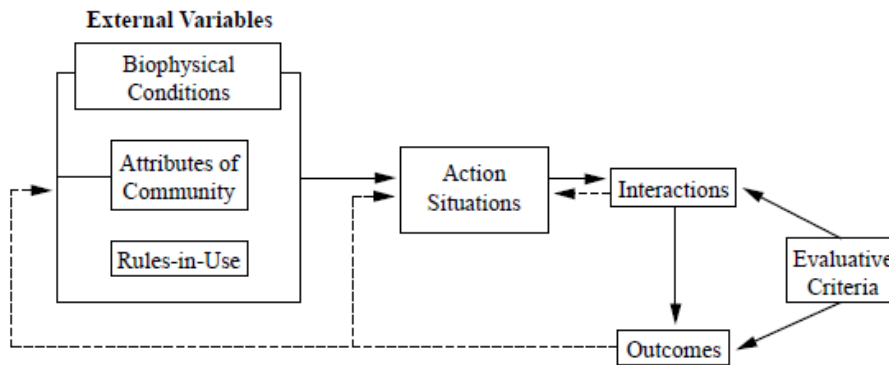 External Variables
Biophysical
Conditions
Attributes of
Community
Rules-in-Use
Action
Situations
Interactions
Evaluative
Criteria
Outcomes